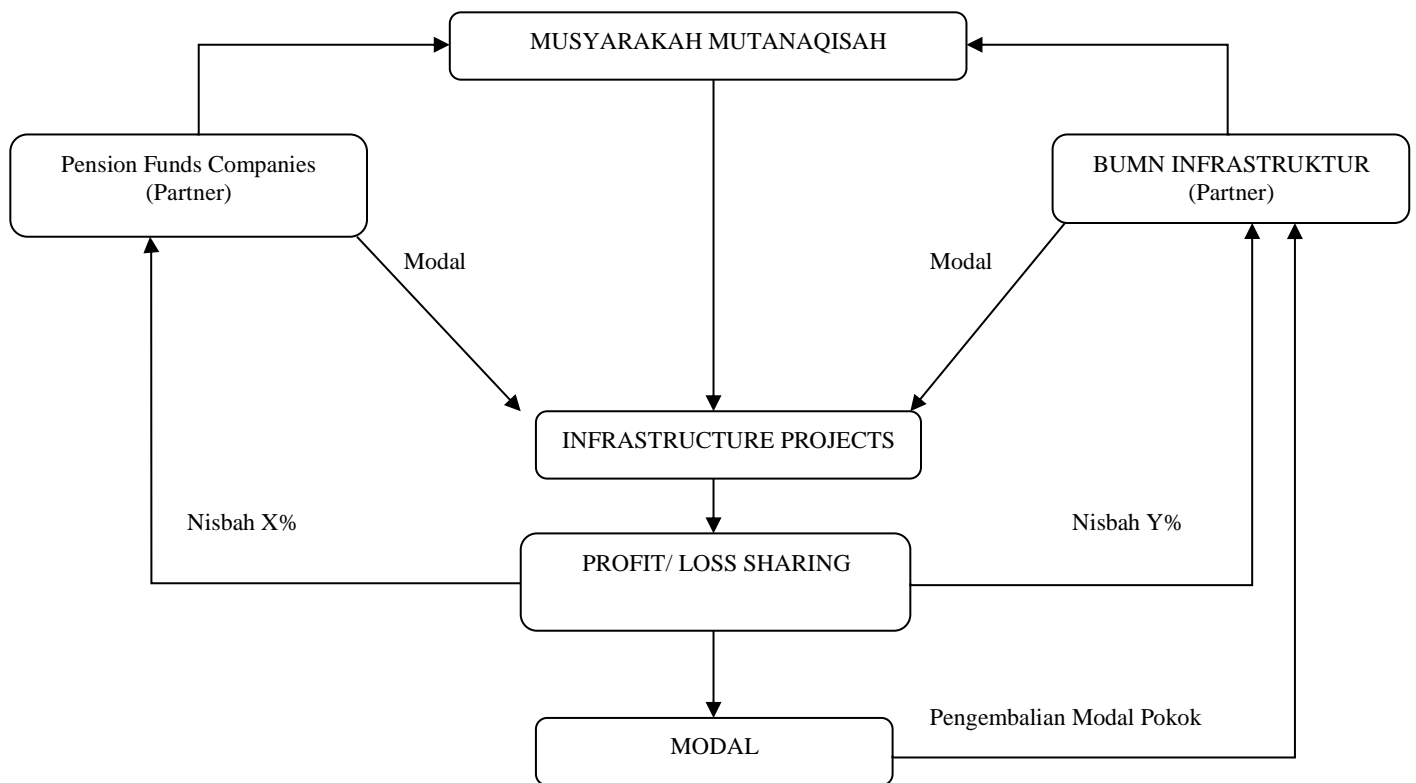 MUSYARAKAH MUTANAQISAH
Pension Funds Companies
(Partner)
BUMN INFRASTRUKTUR
(Partner)
Modal
Modal
INFRASTRUCTURE PROJECTS
Nisbah X%
Nisbah Y%
PROFIT/ LOSS SHARING
Pengembalian Modal Pokok
MODAL